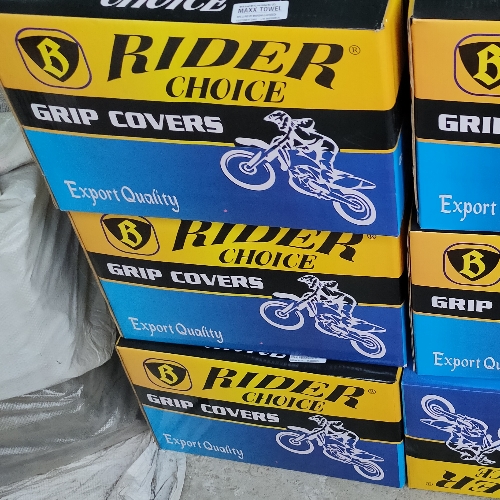 CHOICE
MAXX TOWEL
B RIDER®
CHOICE
GRIP COVERS
Export Quality
B RIDER
CHOICE
GRIP COVERS
Export Quality
B RIDER®
CHOICE
GRIP COVERS
Export Quality
B
GRI
Export
B
GRIP
Export Quality